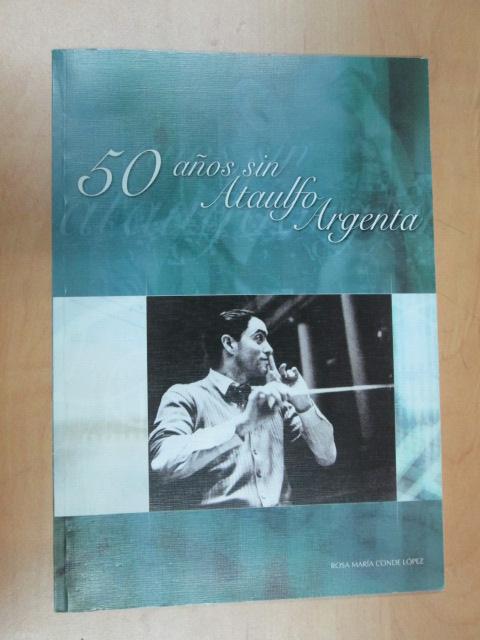 50 años sin
Ataulfo
Argenta
ROSA MARÍA CONDE LÓPEZ